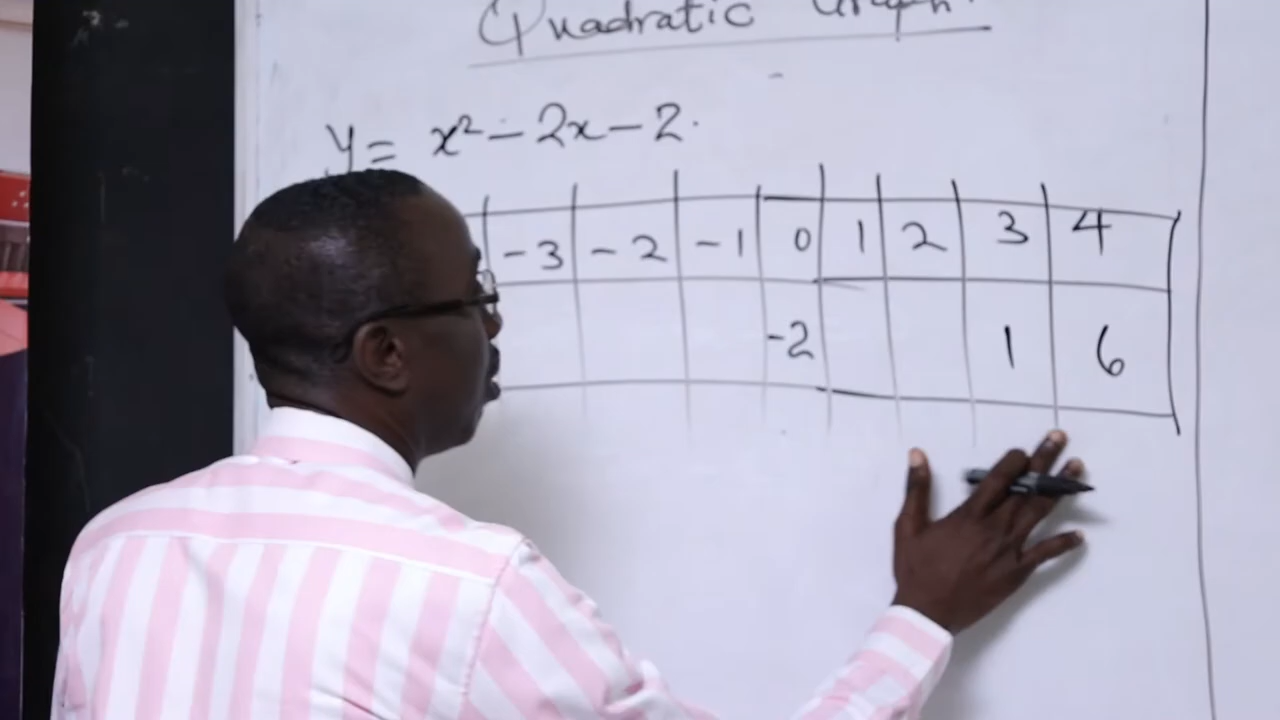 Quadratic Graph.
y = x² - 2x - 2.
-3 -2 -1 0 1 2 3 4
-2 1 6